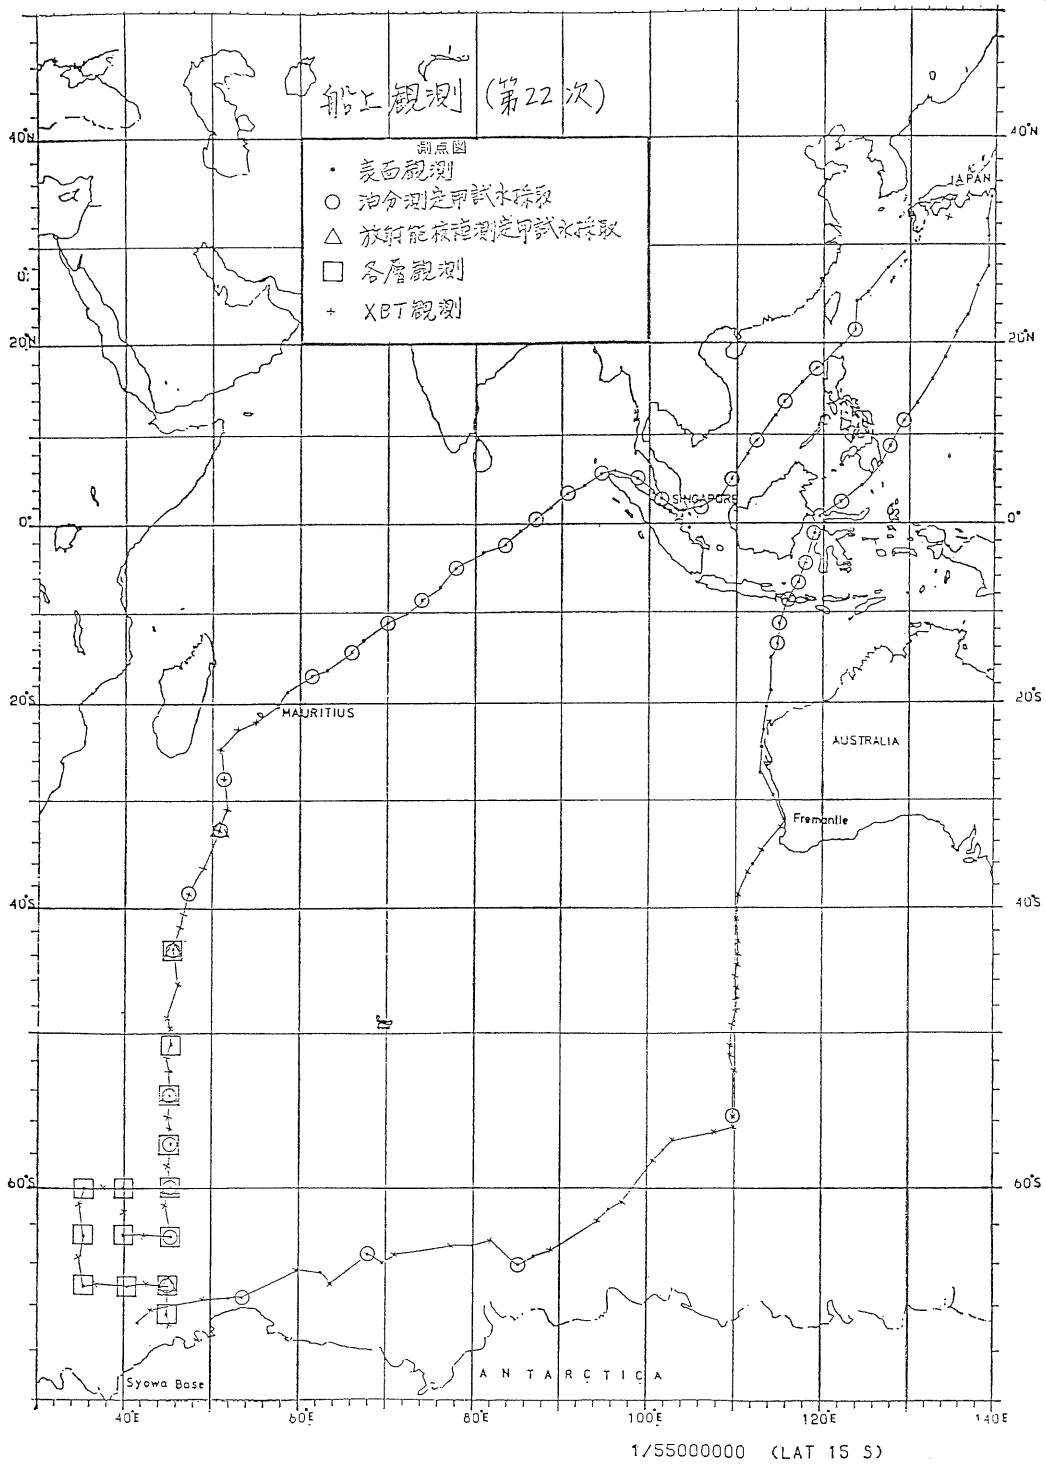 船上観測 (第22次)
測点図
表面観測
油分測定用試水採取
放射能核種測定用試水採取
各層観測
XBT観測
40°N
40°N
JAPAN
0°
20°N
20°N
SINGAPORE
0°
0°
20°S
MAURITIUS
20°S
AUSTRALIA
Fremantle
40°S
40°S
60°S
60°S
ANTARCTICA
Syowa Base
40°E
60°E
80°E
100°E
120°E
140°E
1/55000000 (LAT 15 S)